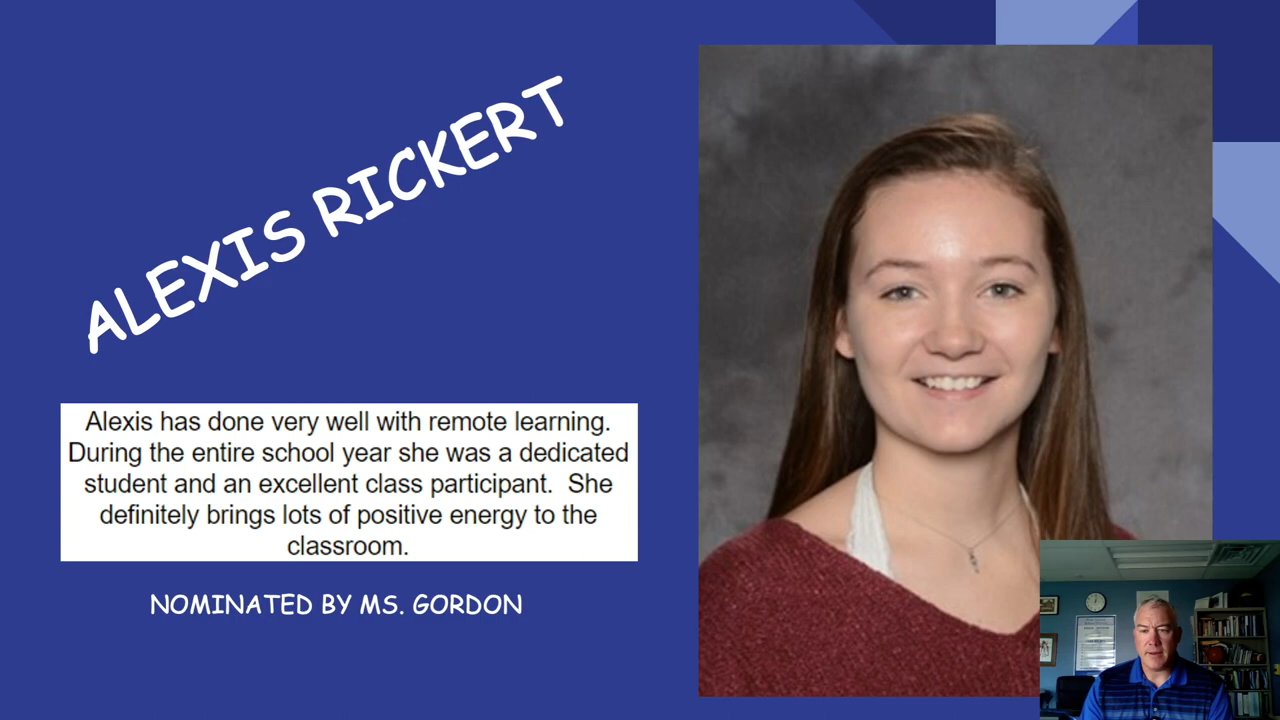 ALEXIS RICKERT
Alexis has done very well with remote learning.
During the entire school year she was a dedicated
student and an excellent class participant.  She
definitely brings lots of positive energy to the
classroom.
NOMINATED BY MS. GORDON